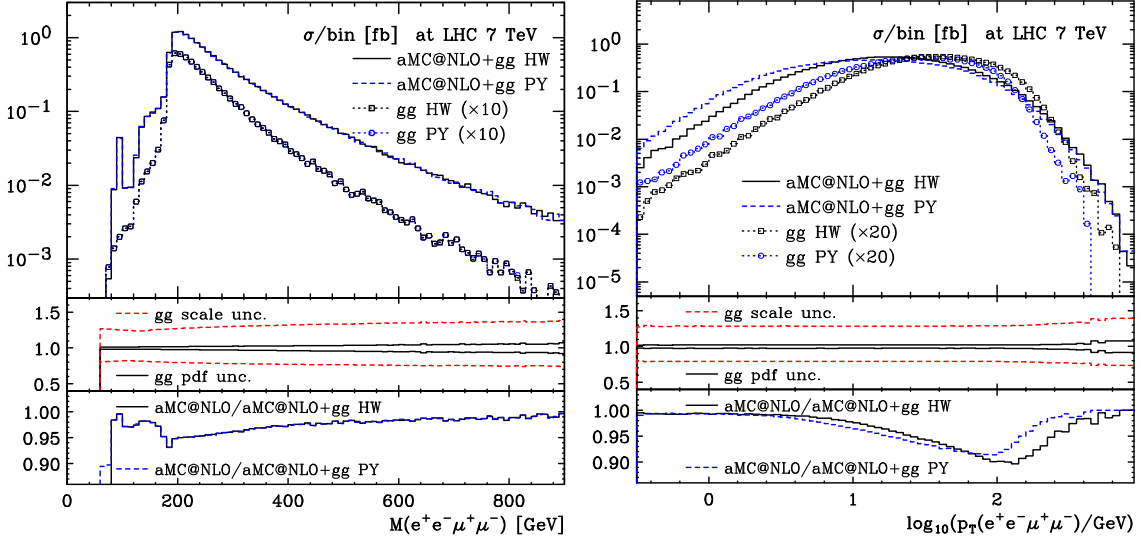 σ/bin [fb] at LHC 7 TeV
aMC@NLO+gg HW
aMC@NLO+gg PY
gg HW (×10)
gg PY (×10)
10⁰
10⁻¹
10⁻²
10⁻³
gg scale unc.
gg pdf unc.
1.5
1.0
0.5
aMC@NLO/aMC@NLO+gg HW
aMC@NLO/aMC@NLO+gg PY
1.00
0.95
0.90
0 200 400 600 800
M(e⁺e⁻μ⁺μ⁻) [GeV]
σ/bin [fb] at LHC 7 TeV
aMC@NLO+gg HW
aMC@NLO+gg PY
gg HW (×20)
gg PY (×20)
10⁰
10⁻¹
10⁻²
10⁻³
10⁻⁴
10⁻⁵
gg scale unc.
gg pdf unc.
1.5
1.0
0.5
aMC@NLO/aMC@NLO+gg HW
aMC@NLO/aMC@NLO+gg PY
1.00
0.95
0.90
0 1 2
log₁₀(p_T(e⁺e⁻μ⁺μ⁻)/GeV)